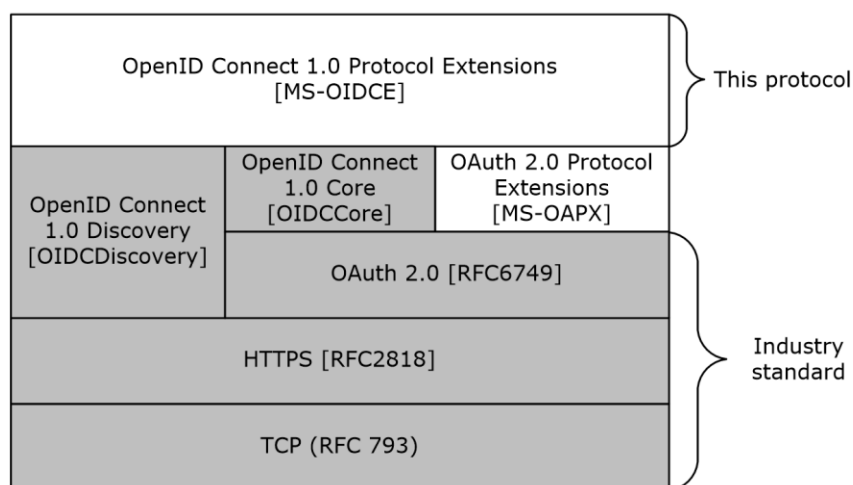 OpenID Connect 1.0 Protocol Extensions
[MS-OIDCE]
This protocol
OpenID Connect
1.0 Discovery
[OIDCDiscovery]
OpenID Connect
1.0 Core
[OIDCCore]
OAuth 2.0 Protocol
Extensions
[MS-OAPX]
OAuth 2.0 [RFC6749]
HTTPS [RFC2818]
TCP (RFC 793)
Industry
standard